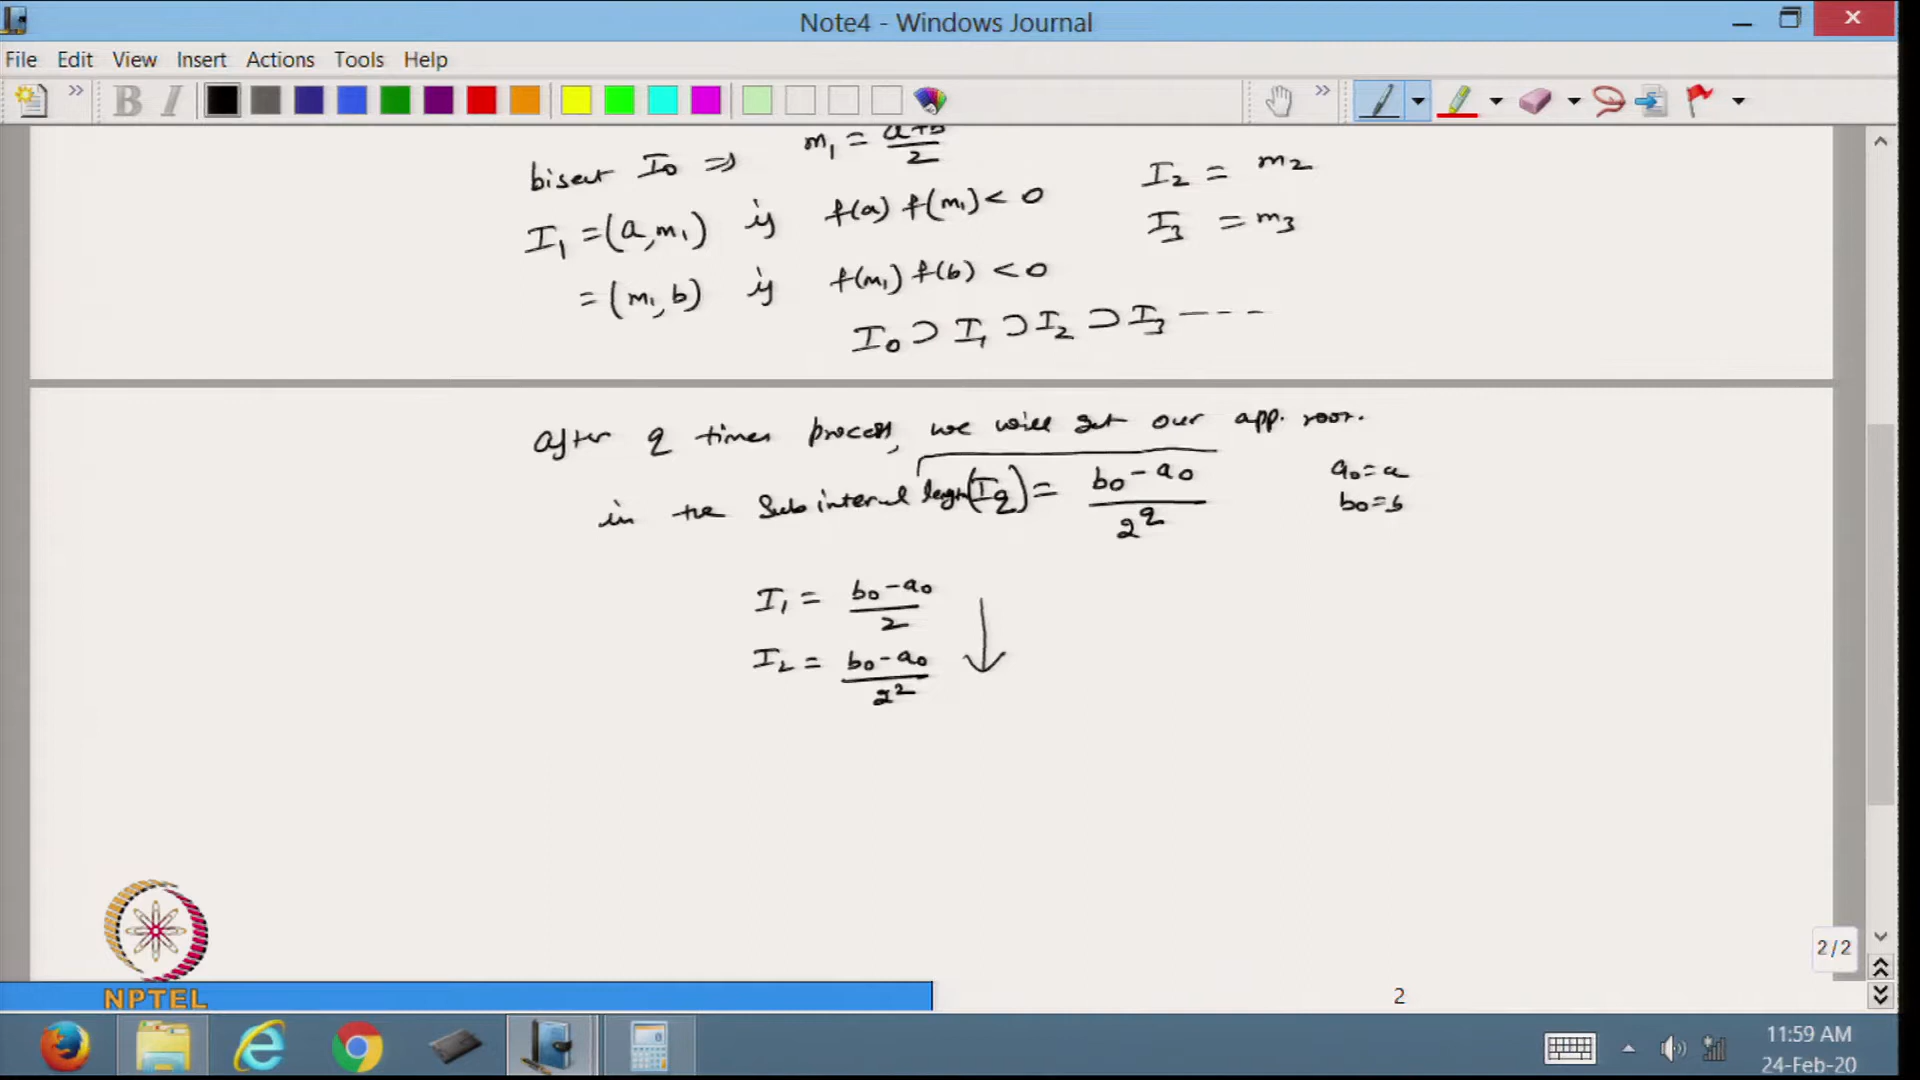 Note4 - Windows Journal
File Edit View Insert Actions Tools Help
B I
bisect I₀ ⇒ m₁ = a+b/2
I₂ = m₂
I₁ = (a, m₁) if f(a) f(m₁) < 0
I₃ = m₃
= (m₁, b) if f(m₁) f(b) < 0
I₀ ⊃ I₁ ⊃ I₂ ⊃ I₃ ----
After q times process, we will get our app. root.
in the Subinterval length(I_q) = b₀ - a₀/2^q
a₀ = a
b₀ = b
I₁ = b₀ - a₀/2
I₂ = b₀ - a₀/2²
2/2
NPTEL
2
11:59 AM
24-Feb-20